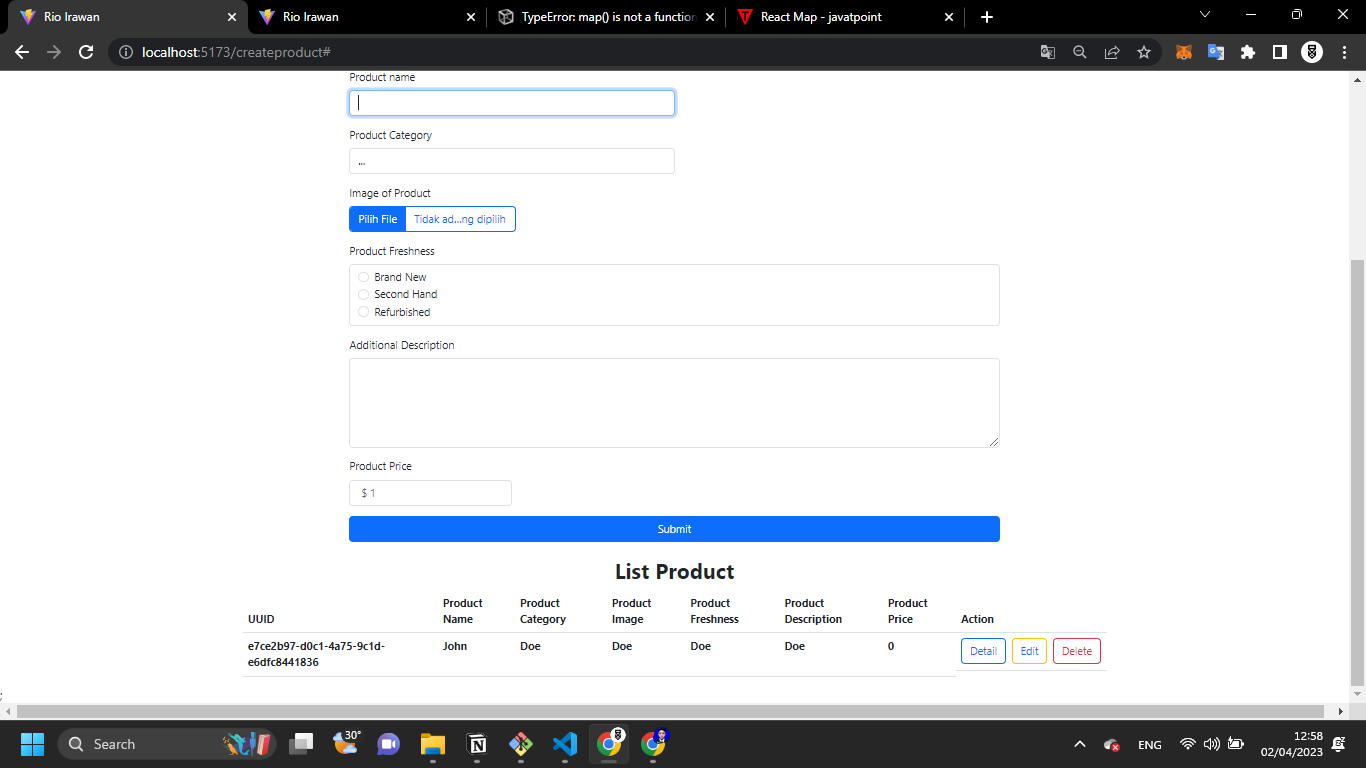 Rio Irawan
Rio Irawan
TypeError: map() is not a function
React Map - javatpoint
localhost:5173/createproduct#
Product name
Product Category
...
Image of Product
Pilih File
Tidak ad...ng dipilih
Product Freshness
Brand New
Second Hand
Refurbished
Additional Description
Product Price
$ 1
Submit
List Product
UUID
Product Name
Product Category
Product Image
Product Freshness
Product Description
Product Price
Action
e7ce2b97-d0c1-4a75-9c1d-
e6dfc8441836
John
Doe
Doe
Doe
Doe
0
Detail
Edit
Delete
;
Search
30°
ENG
12:58
02/04/2023